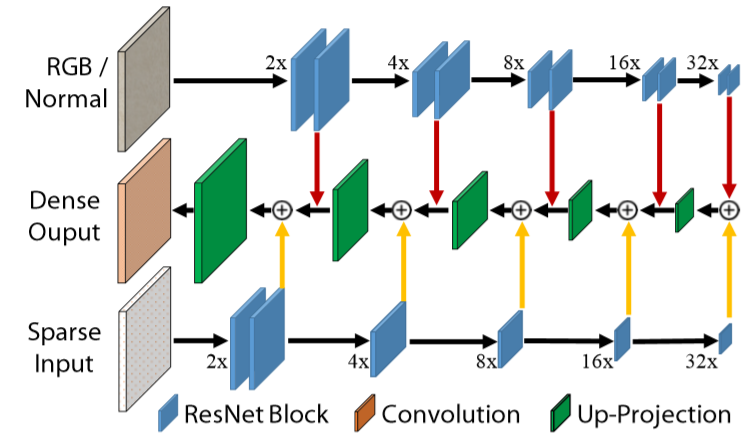 RGB /
Normal
2x 4x 8x 16x 32x
Dense
Ouput
Sparse
Input
2x 4x 8x 16x 32x
ResNet Block Convolution Up-Projection